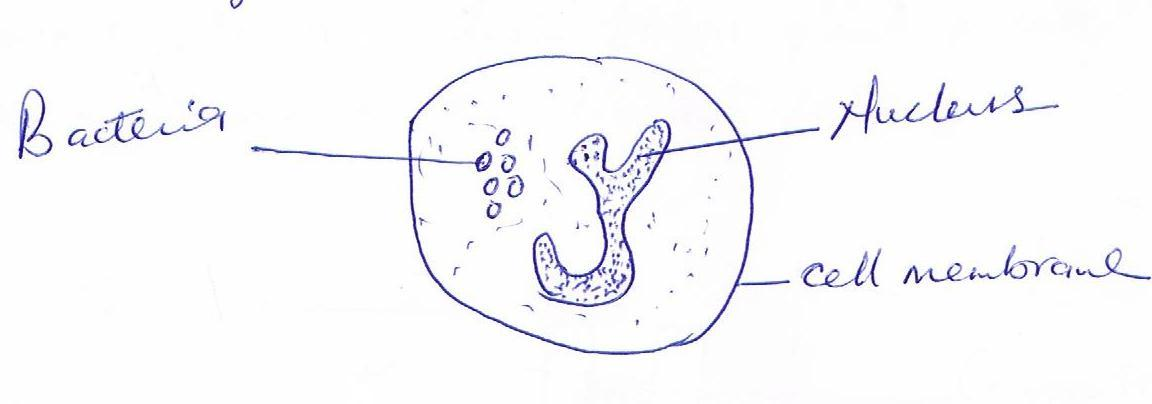 Bacteria
Nucleus
cell membrane